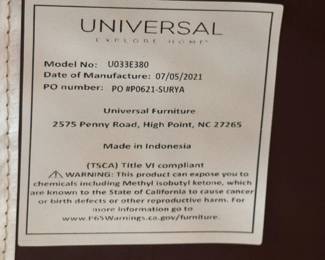 UNIVERSAL
EXPLORE HOME
Model No: U033E380
Date of Manufacture: 07/05/2021
PO number: PO #P0621-SURYA
Universal Furniture
2575 Penny Road, High Point, NC 27265
Made in Indonesia
(TSCA) Title VI compliant
⚠ WARNING: This product can expose you to
chemicals including Methyl isobutyl ketone, which
are known to the State of California to cause cancer
or birth defects or other reproductive harm. For
more information go to
www.P65Warnings.ca.gov/furniture.